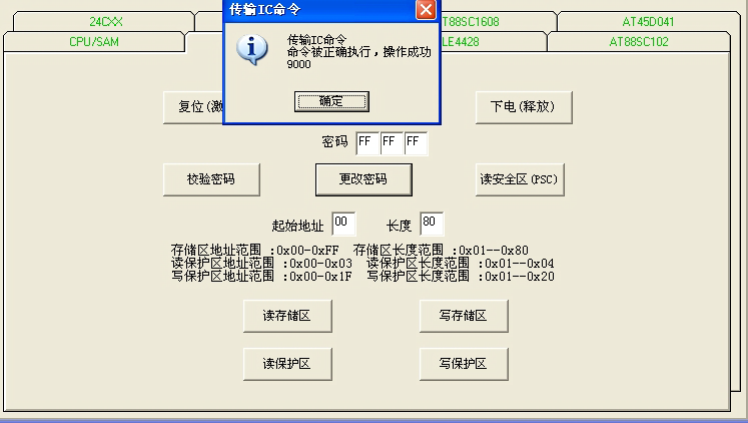 传输IC命令
24CXX
T88SC1608
AT45D041
CPU/SAM
LE4428
AT88SC102
传输IC命令
命令被正确执行，操作成功
9000
确定
复位(激
下电(释放)
密码 FF FF FF
校验密码
更改密码
读安全区(PSC)
起始地址 00 长度 80
存储区地址范围 :0x00-0xFF 存储区长度范围 :0x01--0x80
读保护区地址范围 :0x00-0x03 读保护区长度范围 :0x01--0x04
写保护区地址范围 :0x00-0x1F 写保护区长度范围 :0x01--0x20
读存储区
写存储区
读保护区
写保护区